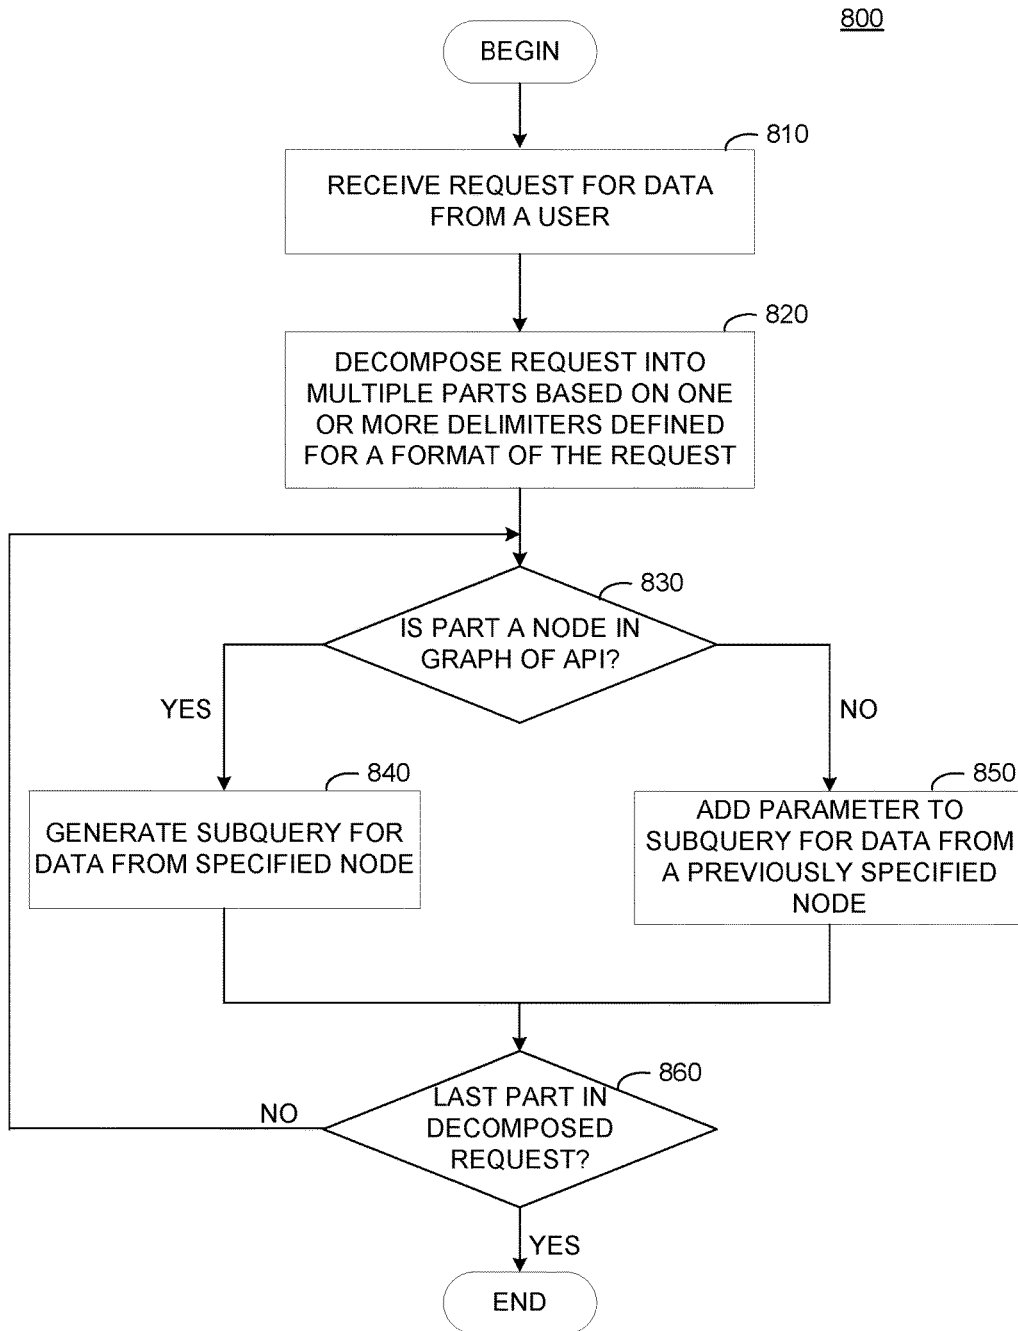 800
BEGIN
810
RECEIVE REQUEST FOR DATA
FROM A USER
820
DECOMPOSE REQUEST INTO
MULTIPLE PARTS BASED ON ONE
OR MORE DELIMITERS DEFINED
FOR A FORMAT OF THE REQUEST
830
IS PART A NODE IN
GRAPH OF API?
YES
NO
840
GENERATE SUBQUERY FOR
DATA FROM SPECIFIED NODE
850
ADD PARAMETER TO
SUBQUERY FOR DATA FROM
A PREVIOUSLY SPECIFIED
NODE
860
LAST PART IN
DECOMPOSED
REQUEST?
NO
YES
END